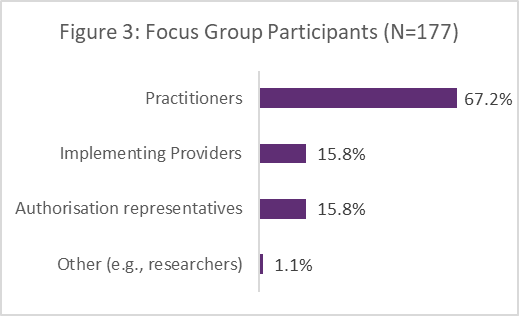 Figure 3: Focus Group Participants (N=177)
Practitioners 67.2%
Implementing Providers 15.8%
Authorisation representatives 15.8%
Other (e.g., researchers) 1.1%